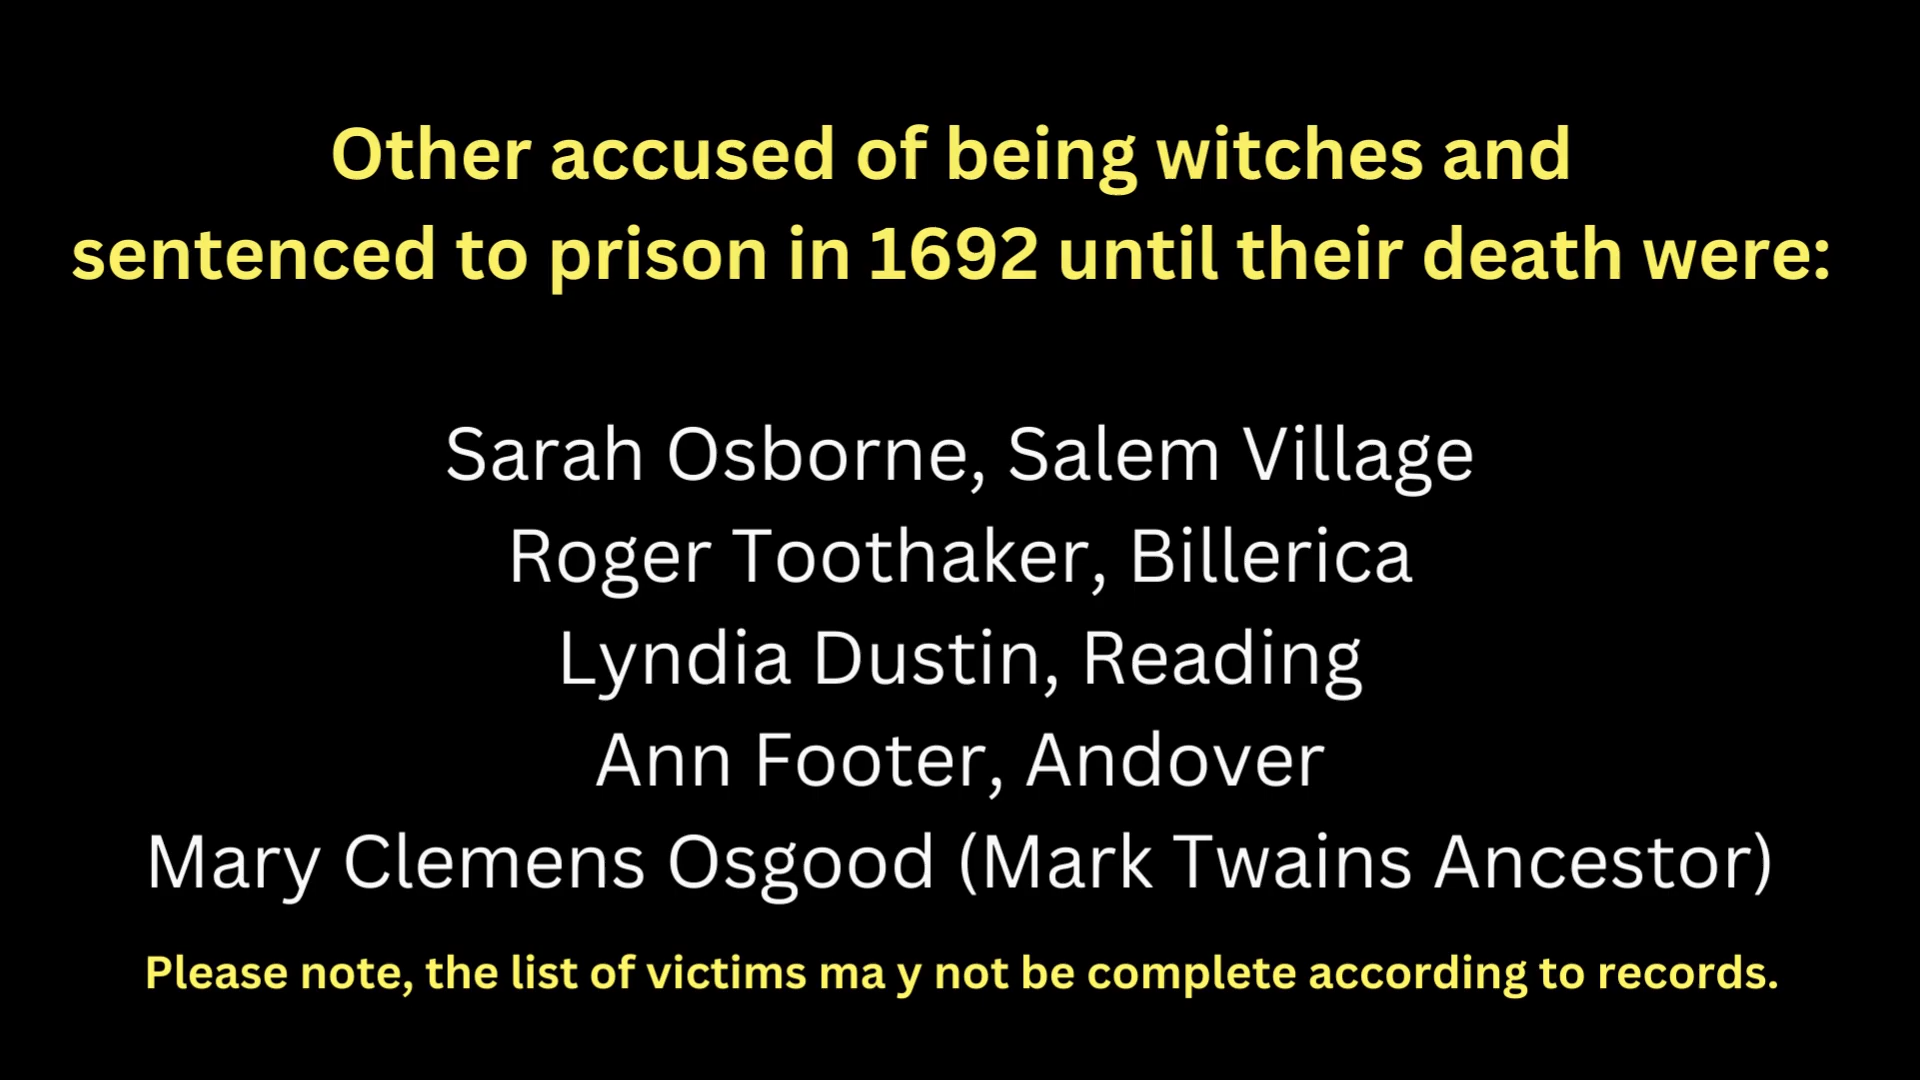 Other accused of being witches and
sentenced to prison in 1692 until their death were:
Sarah Osborne, Salem Village
Roger Toothaker, Billerica
Lyndia Dustin, Reading
Ann Footer, Andover
Mary Clemens Osgood (Mark Twains Ancestor)
Please note, the list of victims ma y not be complete according to records.